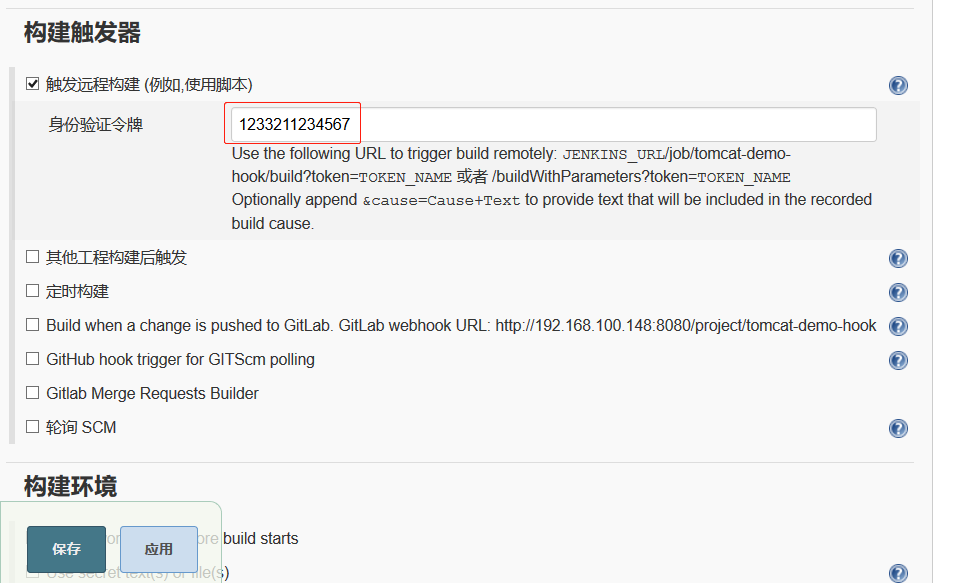 构建触发器
触发远程构建 (例如,使用脚本)
身份验证令牌
1233211234567
Use the following URL to trigger build remotely: JENKINS_URL/job/tomcat-demo-
hook/build?token=TOKEN_NAME 或者 /buildWithParameters?token=TOKEN_NAME
Optionally append &cause=Cause+Text to provide text that will be included in the recorded
build cause.
其他工程构建后触发
定时构建
Build when a change is pushed to GitLab. GitLab webhook URL: http://192.168.100.148:8080/project/tomcat-demo-hook
GitHub hook trigger for GITScm polling
Gitlab Merge Requests Builder
轮询 SCM
构建环境
build starts
保存
应用
Use secret text(s) or file(s)